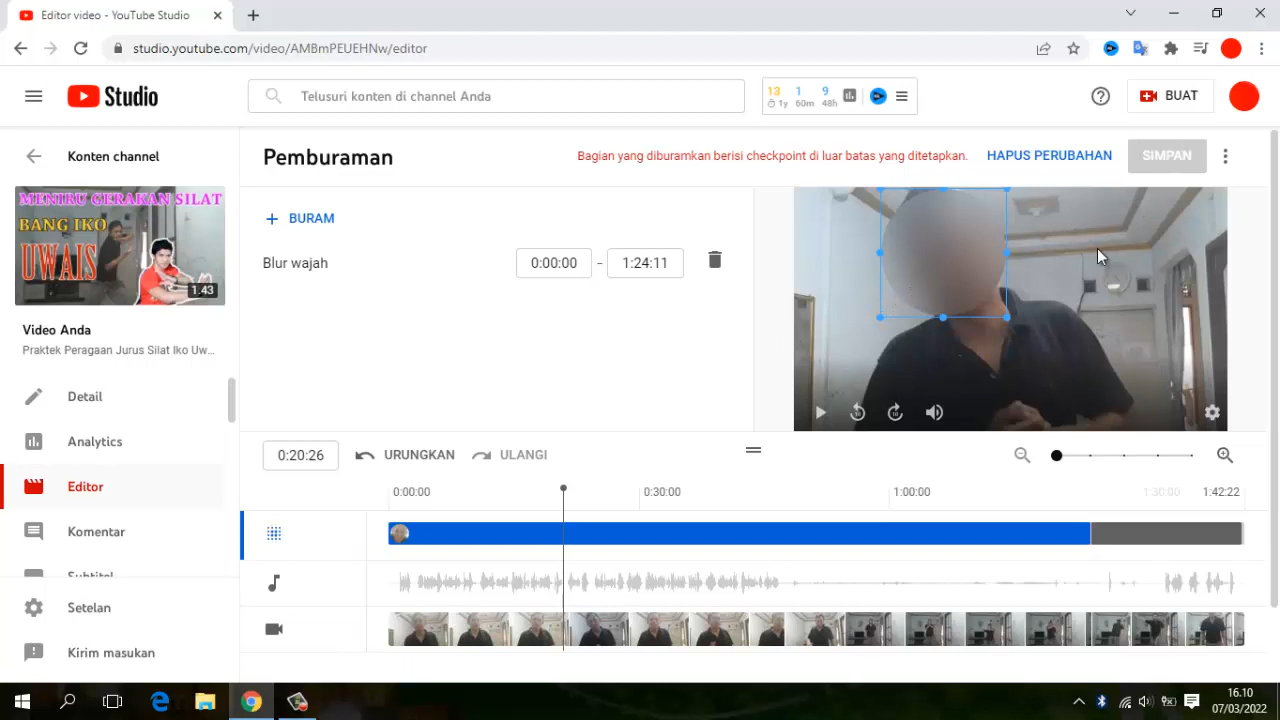 Editor video - YouTube Studio
studio.youtube.com/video/AMBmPEUEHNw/editor
Studio
Telusuri konten di channel Anda
13 1 9
1y 60m 48h
BUAT
Konten channel
Pemburaman
Bagian yang diburamkan berisi checkpoint di luar batas yang ditetapkan.
HAPUS PERUBAHAN
SIMPAN
MENIRU GERAKAN SILAT
BANG IKO
UWAIS
1.43
BURAM
Blur wajah
0:00:00 - 1:24:11
Video Anda
Praktek Peragaan Jurus Silat Iko Uw...
Detail
Analytics
Editor
Komentar
Subtitel
Setelan
Kirim masukan
10 10
0:20:26
URUNGKAN
ULANGI
0:00:00 0:30:00 1:00:00 1:30:00 1:42:22
16.10
07/03/2022